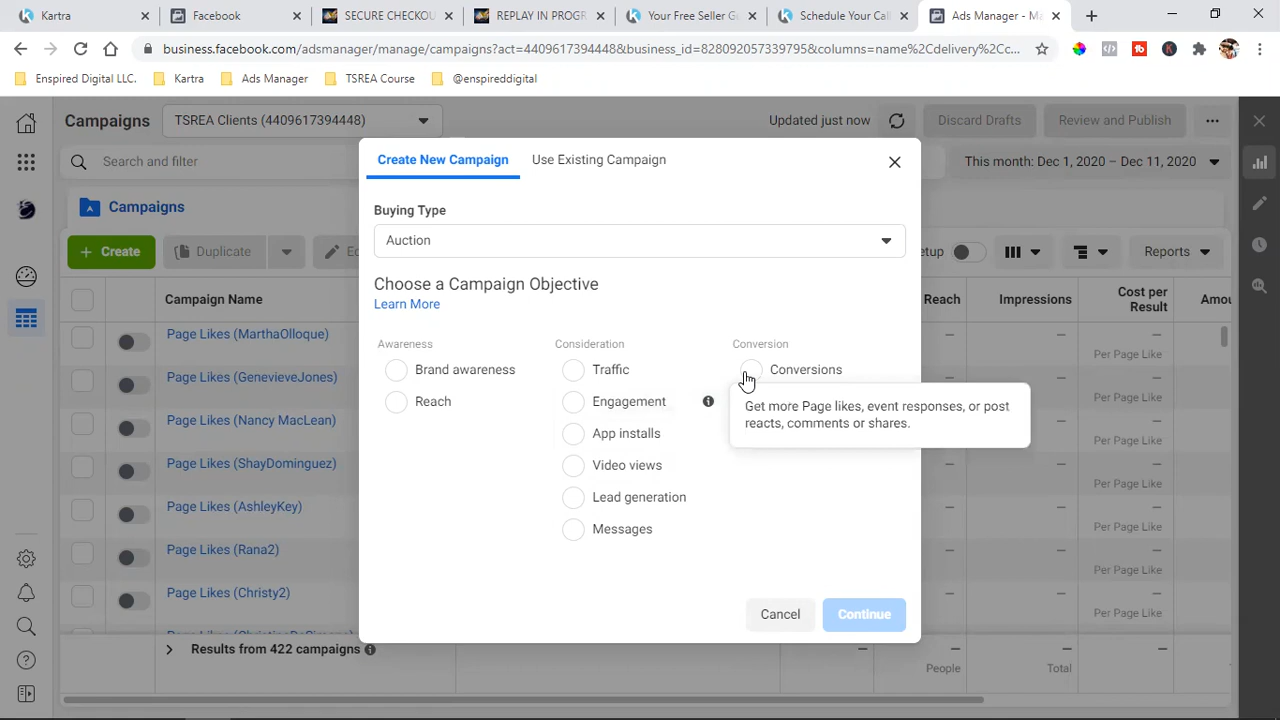 Kartra
Facebook
SECURE CHECKOU
REPLAY IN PROGR
Your Free Seller Gu
Schedule Your Call
Ads Manager - Ma
business.facebook.com/adsmanager/manage/campaigns?act=4409617394448&business_id=828092057339795&columns=name%2Cdelivery%2Cc...
Enspired Digital LLC.
Kartra
Ads Manager
TSREA Course
@enspireddigital
Campaigns
TSREA Clients (4409617394448)
Updated just now
Discard Drafts
Review and Publish
Search and filter
This month: Dec 1, 2020 – Dec 11, 2020
Create New Campaign
Use Existing Campaign
Campaigns
Buying Type
Auction
+ Create
Duplicate
Ed
etup
Reports
Choose a Campaign Objective
Learn More
Campaign Name
Reach
Impressions
Cost per
Result
Amou
Awareness
Consideration
Conversion
Brand awareness
Reach
Traffic
Engagement
App installs
Video views
Lead generation
Messages
Conversions
Get more Page likes, event responses, or post
reacts, comments or shares.
Page Likes (MarthaOlloque)
— — —
Per Page Like
Page Likes (GenevieveJones)
— — —
Per Page Like
Page Likes (Nancy MacLean)
Per Page Like
Page Likes (ShayDominguez)
— — —
Per Page Like
Page Likes (AshleyKey)
— — —
Per Page Like
Page Likes (Rana2)
— — —
Per Page Like
Page Likes (Christy2)
— — —
Per Page Like
Cancel
Continue
Results from 422 campaigns
— — — —
People
Total